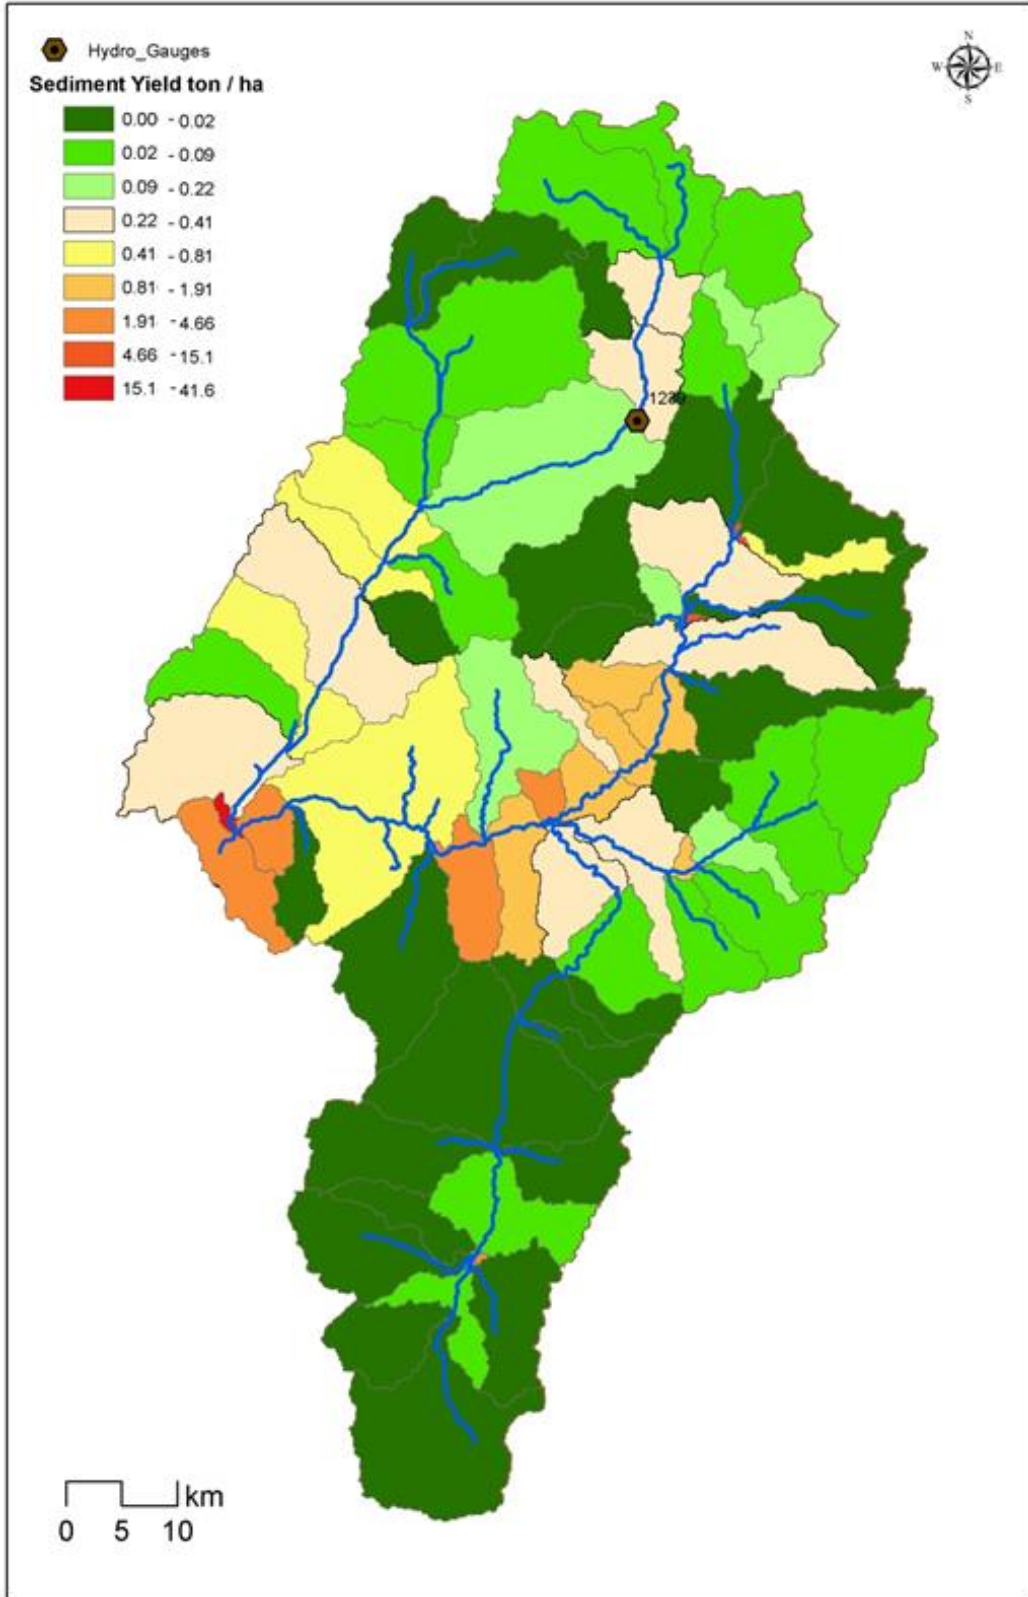 N
W E
S
Hydro_Gauges
Sediment Yield ton / ha
0.00 - 0.02
0.02 - 0.09
0.09 - 0.22
0.22 - 0.41
0.41 - 0.81
0.81 - 1.91
1.91 - 4.66
4.66 - 15.1
15.1 - 41.6
km
0 5 10